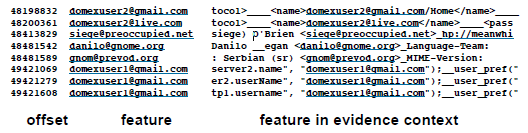 48198832 domexuser2@gmail.com tocol>____<name>domexuser2@gmail.com/Home</name>____
48200361 domexuser2@live.com tocol>____<name>domexuser2@live.com</name>____<pass
48413829 siege@preoccupied.net siege) O'Brien <siege@preoccupied.net>_hp://meanwhi
48481542 danilo@gnome.org Danilo __egan <danilo@gnome.org>_Language-Team:
48481589 gnom@prevod.org : Serbian (sr) <gnom@prevod.org>_MIME-Version:
49421069 domexuser1@gmail.com server2.name", "domexuser1@gmail.com");__user_pref("
49421279 domexuser1@gmail.com er2.userName", "domexuser1@gmail.com");__user_pref("
49421608 domexuser1@gmail.com tp1.username", "domexuser1@gmail.com");__user_pref("
offset feature feature in evidence context